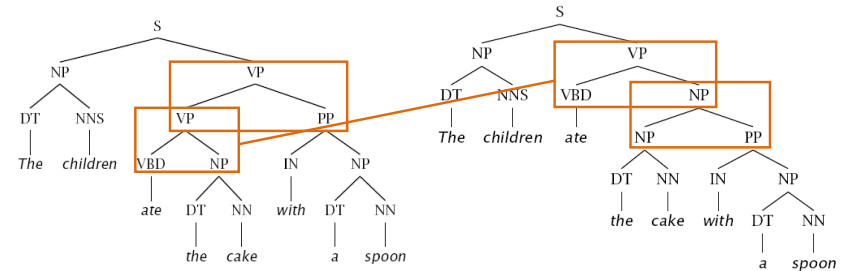 S
NP VP
DT NNS VP PP
The children VBD NP IN NP
ate DT NN with DT NN
the cake a spoon
S
NP VP
DT NNS VBD NP
The children ate NP PP
DT NN IN NP
the cake with DT NN
a spoon